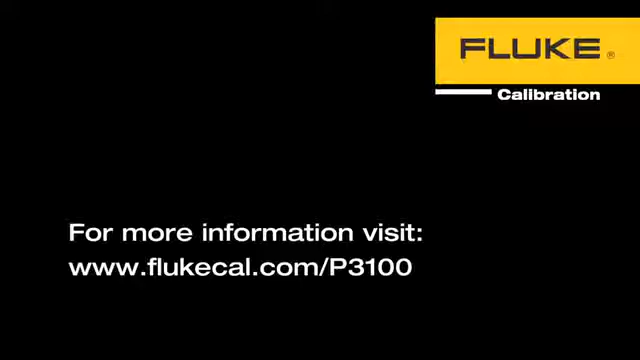 FLUKE ®
Calibration
For more information visit:
www.flukecal.com/P3100